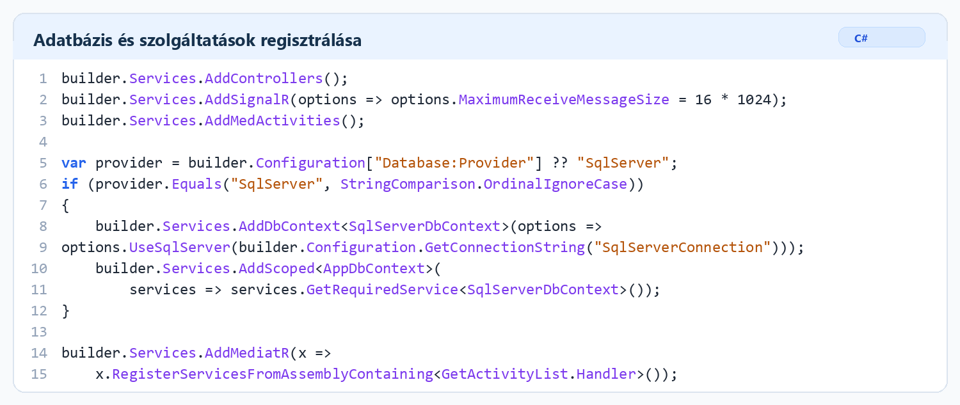 Adatbázis és szolgáltatások regisztrálása
C#
1 builder.Services.AddControllers();
2 builder.Services.AddSignalR(options => options.MaximumReceiveMessageSize = 16 * 1024);
3 builder.Services.AddMedActivities();
4
5 var provider = builder.Configuration["Database:Provider"] ?? "SqlServer";
6 if (provider.Equals("SqlServer", StringComparison.OrdinalIgnoreCase))
7 {
8     builder.Services.AddDbContext<SqlServerDbContext>(options =>
9 options.UseSqlServer(builder.Configuration.GetConnectionString("SqlServerConnection")));
10     builder.Services.AddScoped<AppDbContext>(
11         services => services.GetRequiredService<SqlServerDbContext>());
12 }
13
14 builder.Services.AddMediatR(x =>
15     x.RegisterServicesFromAssemblyContaining<GetActivityList.Handler>());